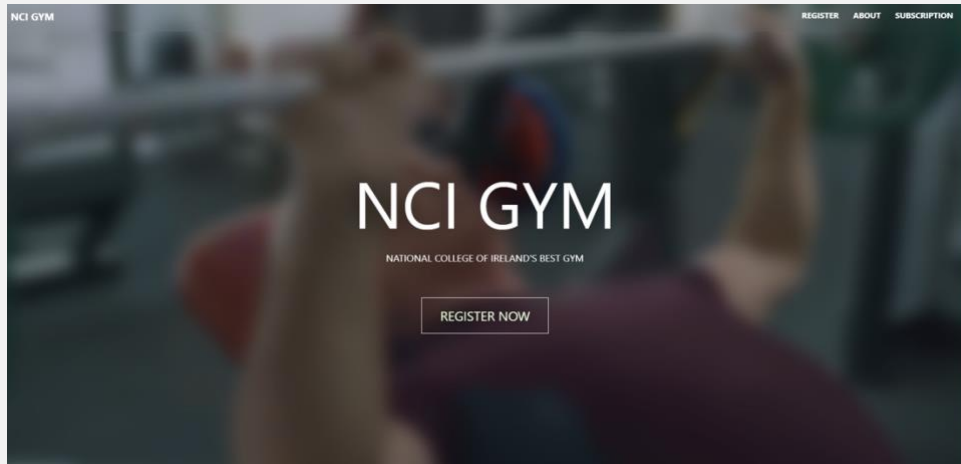 NCI GYM
REGISTER ABOUT SUBSCRIPTION
NCI GYM
NATIONAL COLLEGE OF IRELAND'S BEST GYM
REGISTER NOW